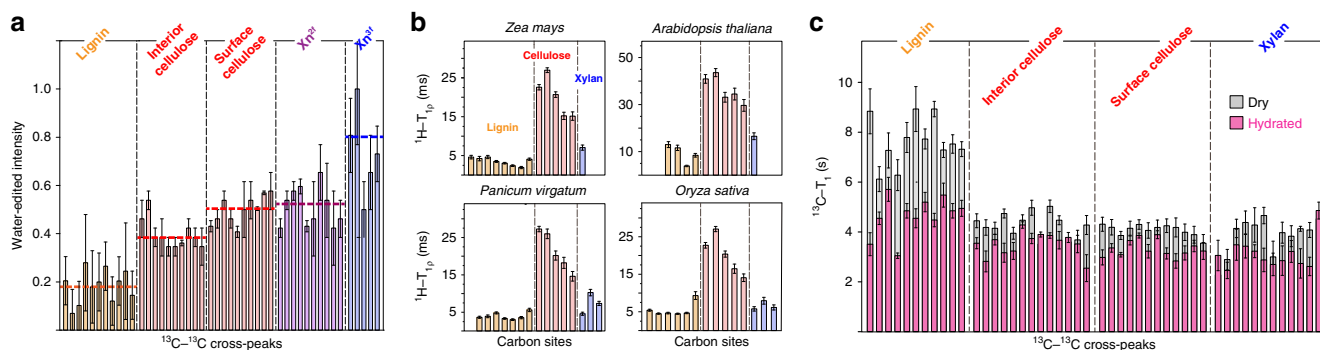 a
Water-edited intensity
0.2
0.4
0.6
0.8
1.0
Lignin
Interior
cellulose
Surface
cellulose
Xn²ᶠ
Xn³ᶠ
¹³C–¹³C cross-peaks
b
Zea mays
Arabidopsis thaliana
¹H–T₁ρ (ms)
5
15
25
Lignin
Cellulose
Xylan
10
30
50
Panicum virgatum
Oryza sativa
¹H–T₁ρ (ms)
5
15
25
5
15
25
Carbon sites
c
¹³C–T₁ (s)
0
2
4
6
8
10
Lignin
Interior cellulose
Surface cellulose
Xylan
Dry
Hydrated
¹³C–¹³C cross-peaks